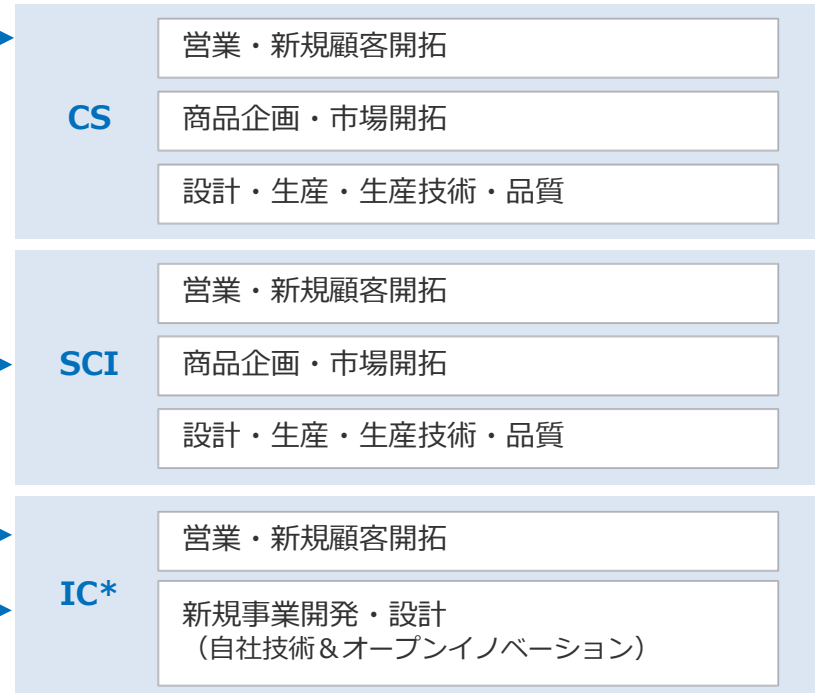 CS
営業・新規顧客開拓
商品企画・市場開拓
設計・生産・生産技術・品質
SCI
営業・新規顧客開拓
商品企画・市場開拓
設計・生産・生産技術・品質
IC*
営業・新規顧客開拓
新規事業開発・設計
（自社技術＆オープンイノベーション）